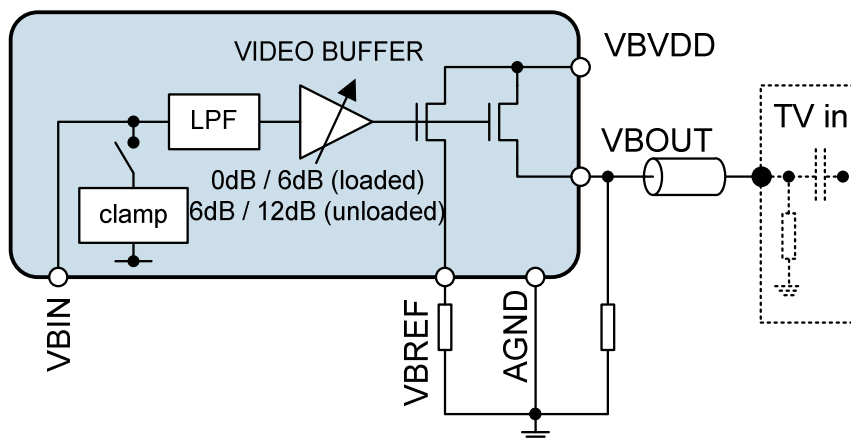 VIDEO BUFFER
VBVDD
LPF
TV in
VBOUT
0dB / 6dB (loaded)
6dB / 12dB (unloaded)
clamp
VBIN
VBREF
AGND